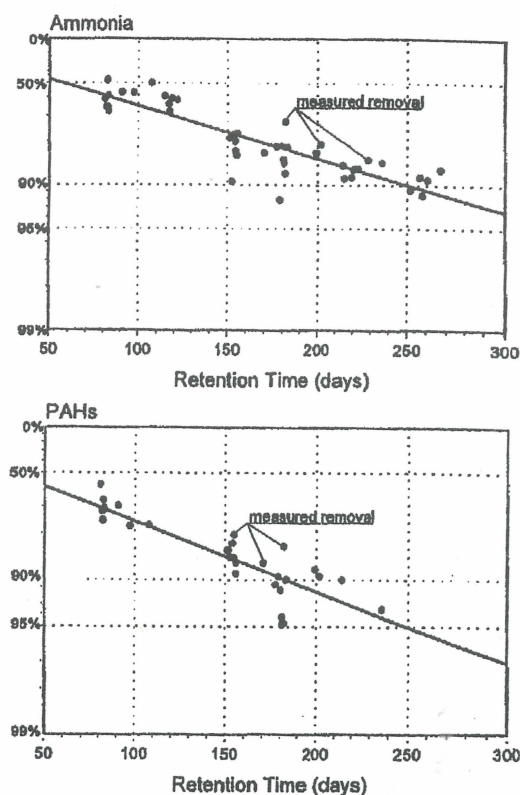 Ammonia
0%
50%
measured removal
90%
95%
99%
50 100 150 200 250 300
Retention Time (days)
PAHs
0%
50%
measured removal
90%
95%
99%
50 100 150 200 250 300
Retention Time (days)